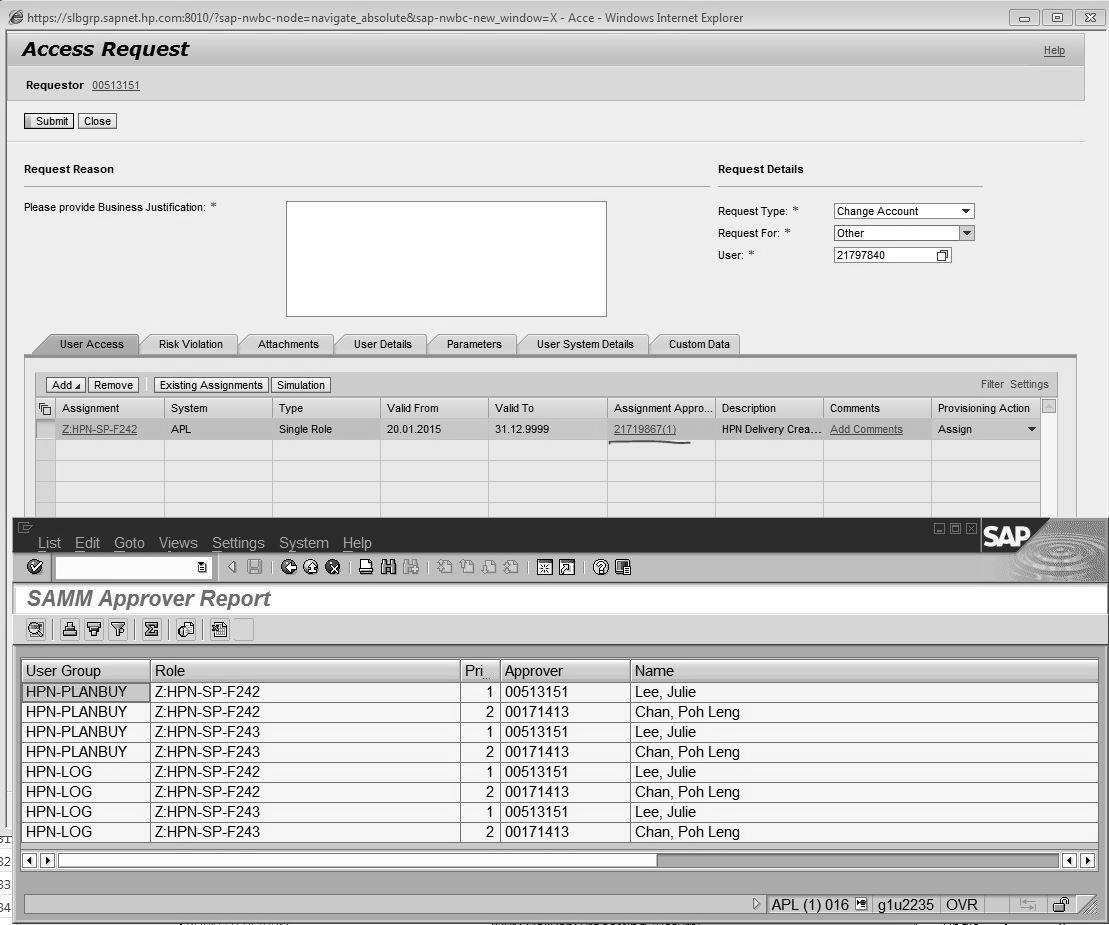 https://slbgrp.sapnet.hp.com:8010/?sap-nwbc-node=navigate_absolute&sap-nwbc-new_window=X - Acce - Windows Internet Explorer
Access Request Help
Requestor 00513151
Submit Close
Request Reason Request Details
Please provide Business Justification: *
Request Type: * Change Account
Request For: * Other
User: * 21797840
User Access Risk Violation Attachments User Details Parameters User System Details Custom Data
Add Remove Existing Assignments Simulation Filter Settings
Assignment System Type Valid From Valid To Assignment Appro... Description Comments Provisioning Action
Z:HPN-SP-F242 APL Single Role 20.01.2015 31.12.9999 21719867(1) HPN Delivery Crea... Add Comments Assign
List Edit Goto Views Settings System Help SAP
SAMM Approver Report
User Group Role Pri.. Approver Name
HPN-PLANBUY Z:HPN-SP-F242 1 00513151 Lee, Julie
HPN-PLANBUY Z:HPN-SP-F242 2 00171413 Chan, Poh Leng
HPN-PLANBUY Z:HPN-SP-F243 1 00513151 Lee, Julie
HPN-PLANBUY Z:HPN-SP-F243 2 00171413 Chan, Poh Leng
HPN-LOG Z:HPN-SP-F242 1 00513151 Lee, Julie
HPN-LOG Z:HPN-SP-F242 2 00171413 Chan, Poh Leng
HPN-LOG Z:HPN-SP-F243 1 00513151 Lee, Julie
HPN-LOG Z:HPN-SP-F243 2 00171413 Chan, Poh Leng
32
33
34
APL (1) 016 g1u2235 OVR